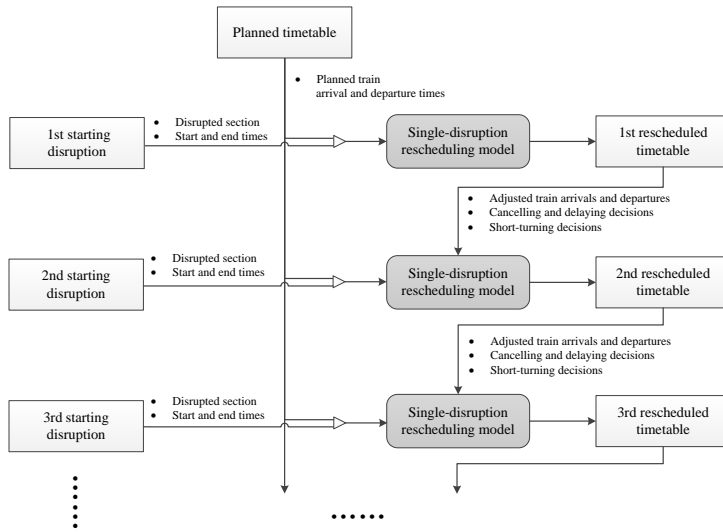 Planned timetable
• Planned train
arrival and departure times
1st starting
disruption
• Disrupted section
• Start and end times
Single-disruption
rescheduling model
1st rescheduled
timetable
• Adjusted train arrivals and departures
• Cancelling and delaying decisions
• Short-turning decisions
2nd starting
disruption
• Disrupted section
• Start and end times
Single-disruption
rescheduling model
2nd rescheduled
timetable
• Adjusted train arrivals and departures
• Cancelling and delaying decisions
• Short-turning decisions
3rd starting
disruption
• Disrupted section
• Start and end times
Single-disruption
rescheduling model
3rd rescheduled
timetable